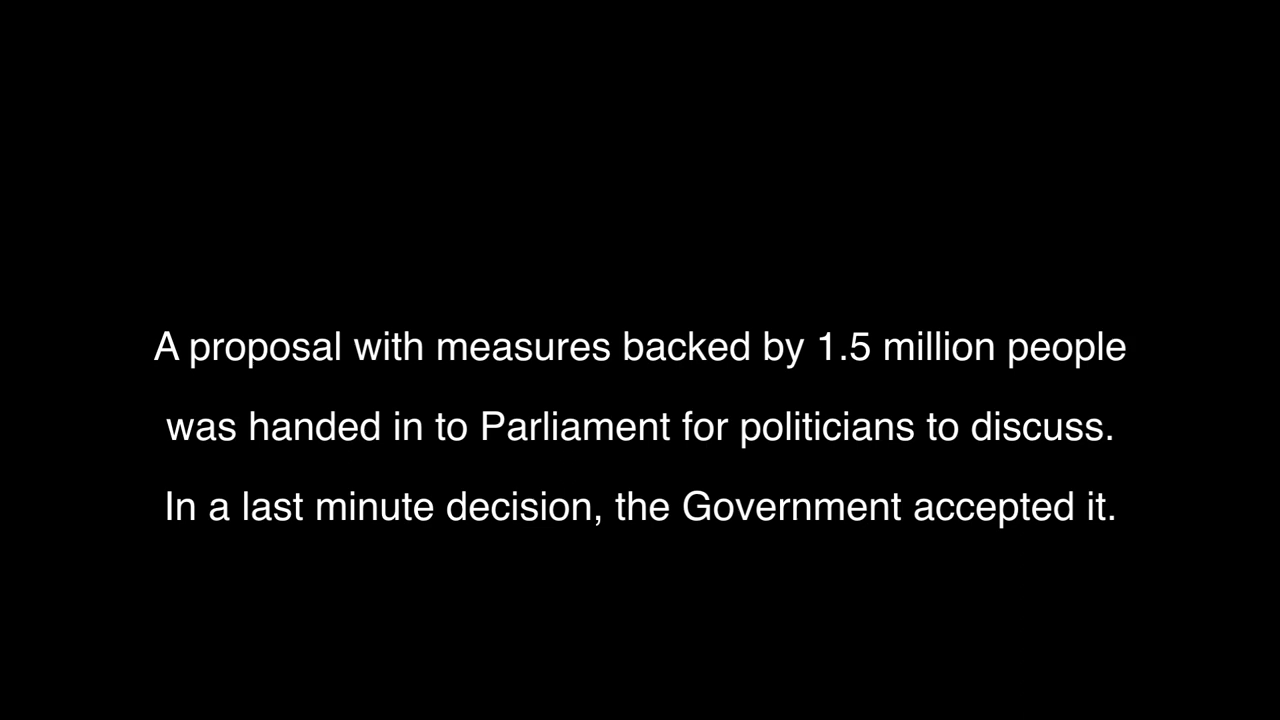 A proposal with measures backed by 1.5 million people
was handed in to Parliament for politicians to discuss.
In a last minute decision, the Government accepted it.